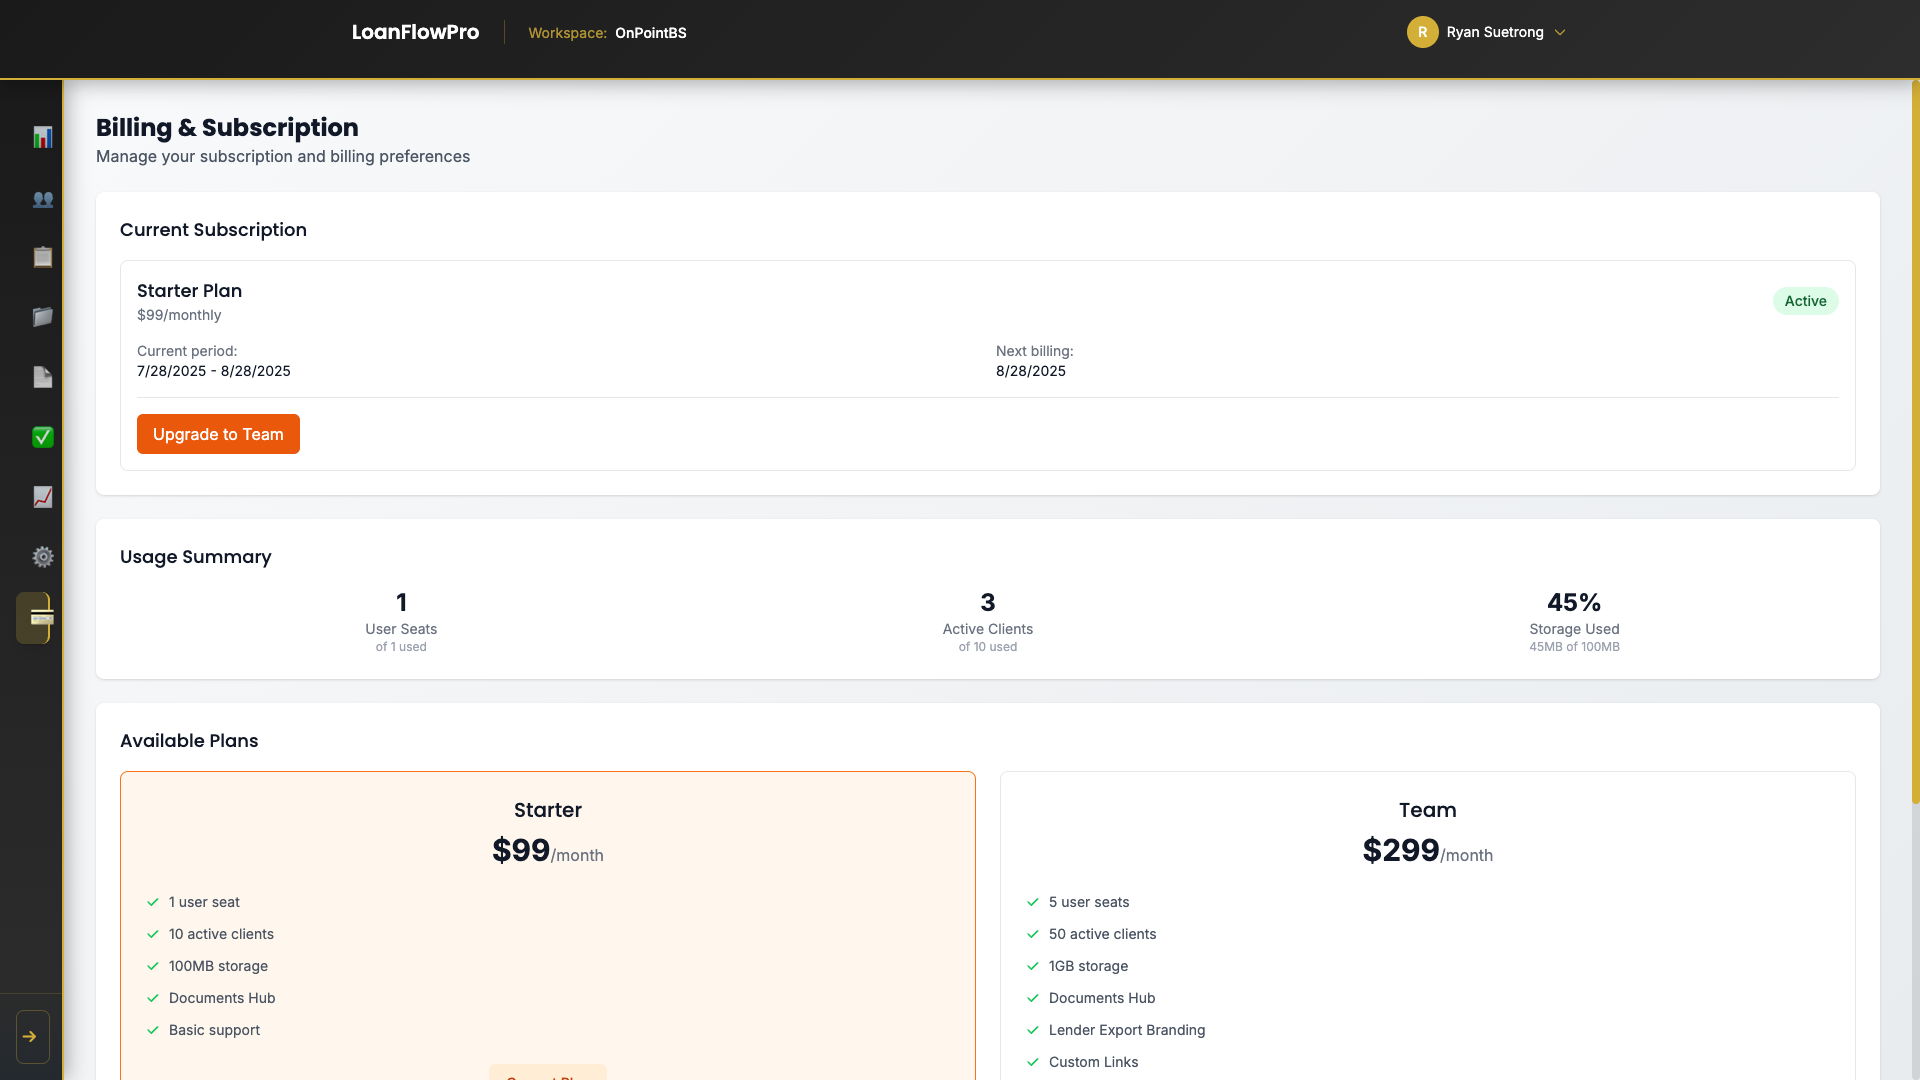 LoanFlowPro
Workspace: OnPointBS
R
Ryan Suetrong
Billing & Subscription
Manage your subscription and billing preferences
Current Subscription
Starter Plan
$99/monthly
Active
Current period:
7/28/2025 - 8/28/2025
Next billing:
8/28/2025
Upgrade to Team
Usage Summary
1
User Seats
of 1 used
3
Active Clients
of 10 used
45%
Storage Used
45MB of 100MB
Available Plans
Starter
$99/month
1 user seat
10 active clients
100MB storage
Documents Hub
Basic support
Team
$299/month
5 user seats
50 active clients
1GB storage
Documents Hub
Lender Export Branding
Custom Links